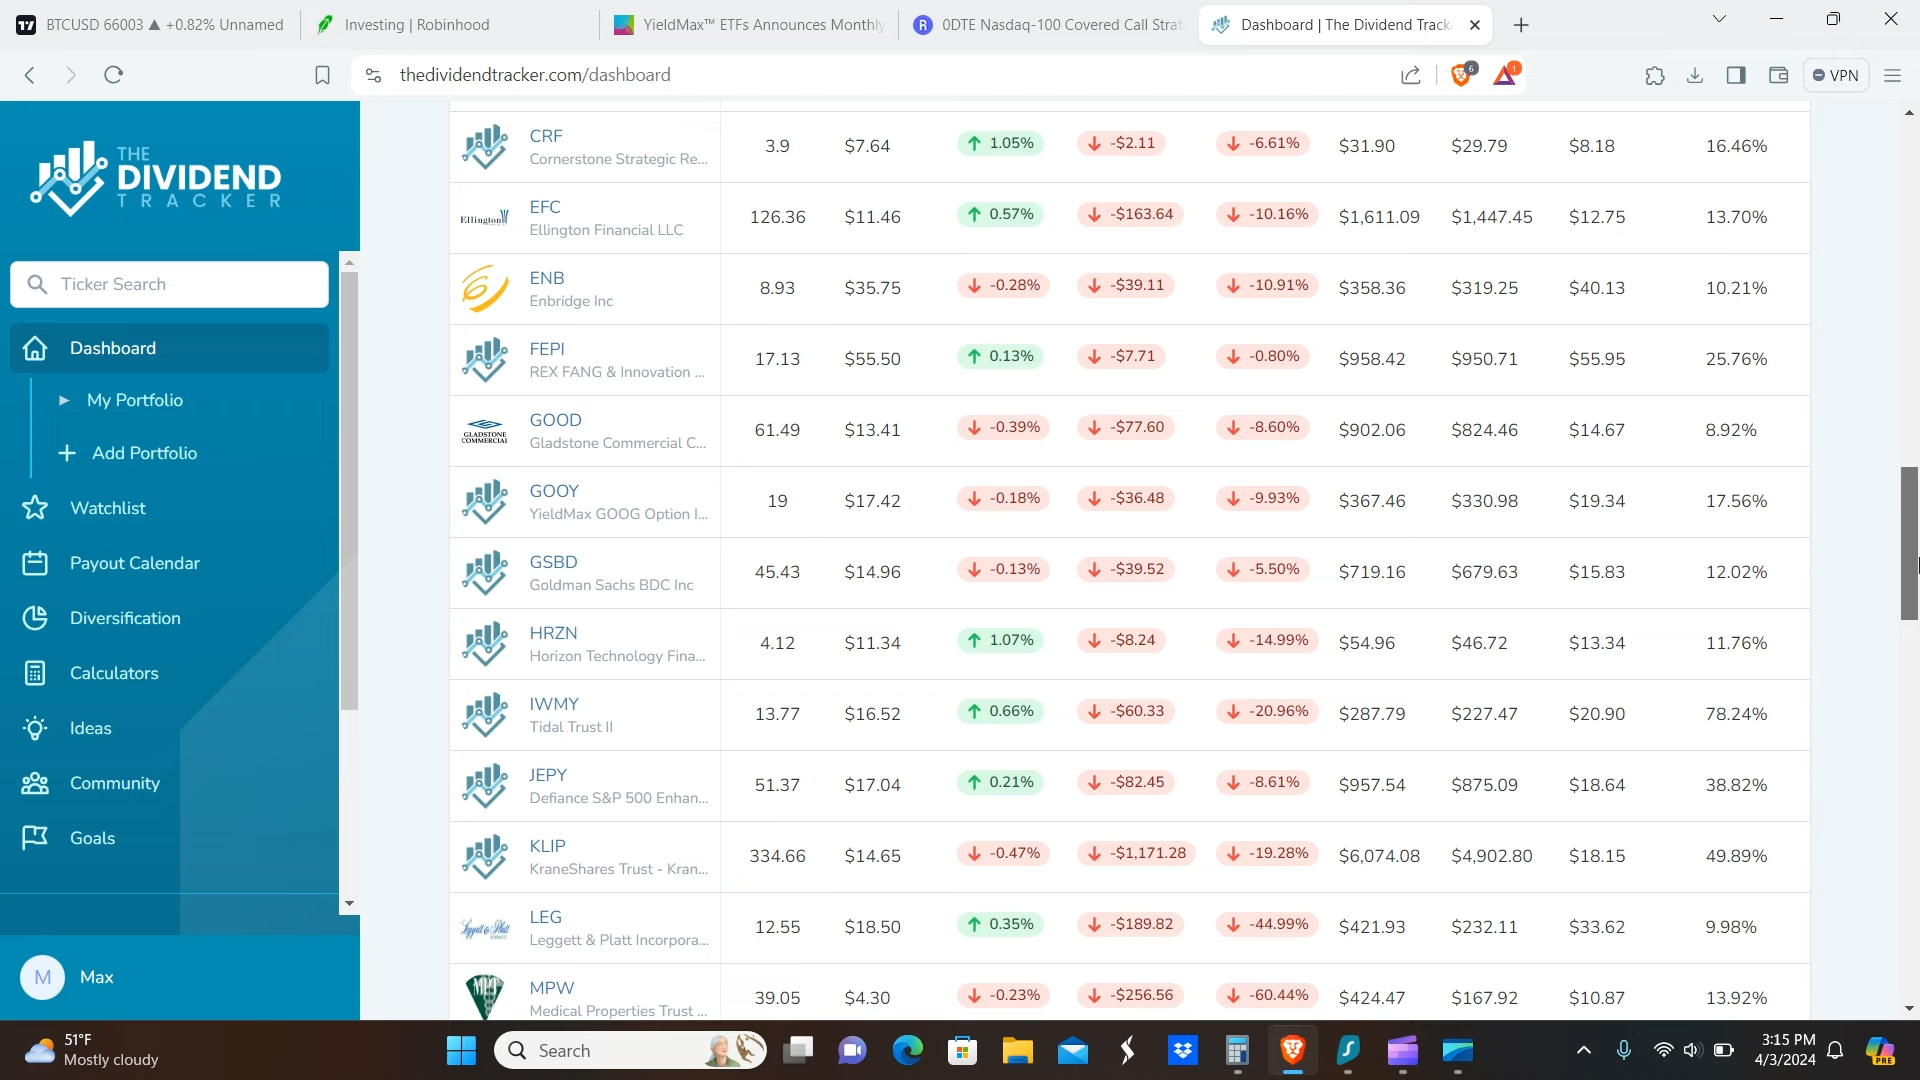 BTCUSD 66003 ▲ +0.82% Unnamed
Investing | Robinhood
YieldMax™ ETFs Announces Monthly
0DTE Nasdaq-100 Covered Call Strat
Dashboard | The Dividend Track
thedividendtracker.com/dashboard
6
1
VPN
THE
DIVIDEND
TRACKER
Ticker Search
Dashboard
My Portfolio
Add Portfolio
Watchlist
Payout Calendar
Diversification
Calculators
Ideas
Community
Goals
M Max
CRF
Cornerstone Strategic Re...
3.9 $7.64 1.05% -$2.11 -6.61% $31.90 $29.79 $8.18 16.46%
Ellington
EFC
Ellington Financial LLC
126.36 $11.46 0.57% -$163.64 -10.16% $1,611.09 $1,447.45 $12.75 13.70%
ENB
Enbridge Inc
8.93 $35.75 -0.28% -$39.11 -10.91% $358.36 $319.25 $40.13 10.21%
FEPI
REX FANG & Innovation ...
17.13 $55.50 0.13% -$7.71 -0.80% $958.42 $950.71 $55.95 25.76%
GLADSTONE
COMMERCIAL
GOOD
Gladstone Commercial C...
61.49 $13.41 -0.39% -$77.60 -8.60% $902.06 $824.46 $14.67 8.92%
GOOY
YieldMax GOOG Option I...
19 $17.42 -0.18% -$36.48 -9.93% $367.46 $330.98 $19.34 17.56%
GSBD
Goldman Sachs BDC Inc
45.43 $14.96 -0.13% -$39.52 -5.50% $719.16 $679.63 $15.83 12.02%
HRZN
Horizon Technology Fina...
4.12 $11.34 1.07% -$8.24 -14.99% $54.96 $46.72 $13.34 11.76%
IWMY
Tidal Trust II
13.77 $16.52 0.66% -$60.33 -20.96% $287.79 $227.47 $20.90 78.24%
JEPY
Defiance S&P 500 Enhan...
51.37 $17.04 0.21% -$82.45 -8.61% $957.54 $875.09 $18.64 38.82%
KLIP
KraneShares Trust - Kran...
334.66 $14.65 -0.47% -$1,171.28 -19.28% $6,074.08 $4,902.80 $18.15 49.89%
Leggett & Platt
LEG
Leggett & Platt Incorpora...
12.55 $18.50 0.35% -$189.82 -44.99% $421.93 $232.11 $33.62 9.98%
MPT
MPW
Medical Properties Trust ...
39.05 $4.30 -0.23% -$256.56 -60.44% $424.47 $167.92 $10.87 13.92%
51°F
Mostly cloudy
Search
3:15 PM
4/3/2024
PRE